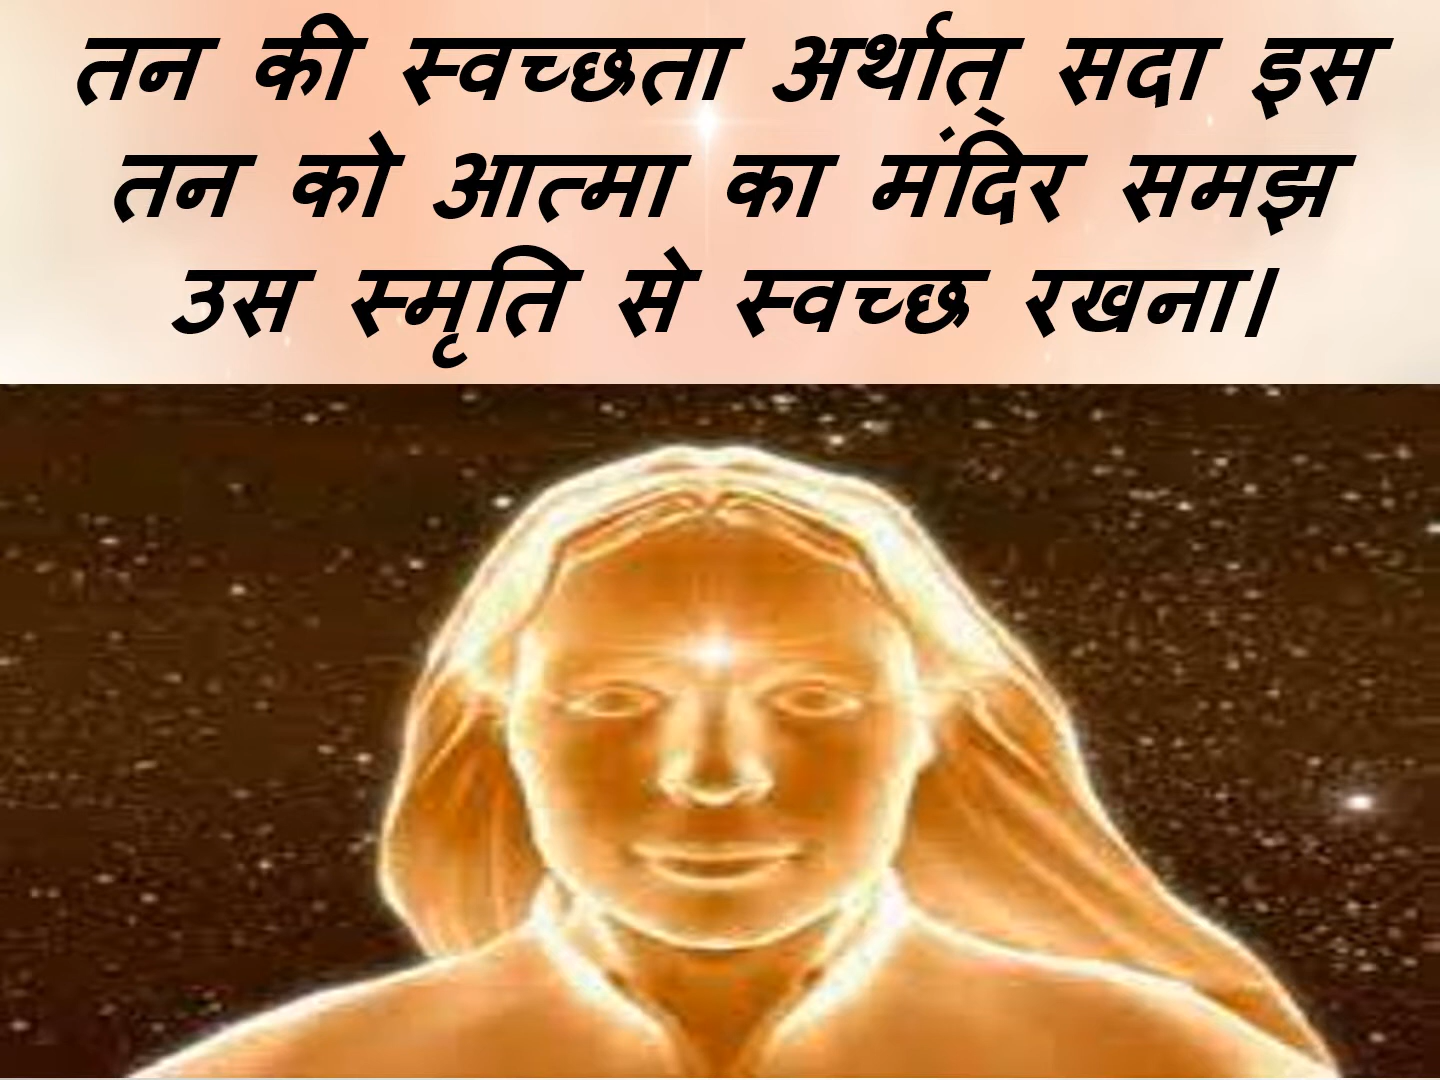 तन की स्वच्छता अर्थात् सदा इस
तन को आत्मा का मंदिर समझ
उस स्मृति से स्वच्छ रखना।